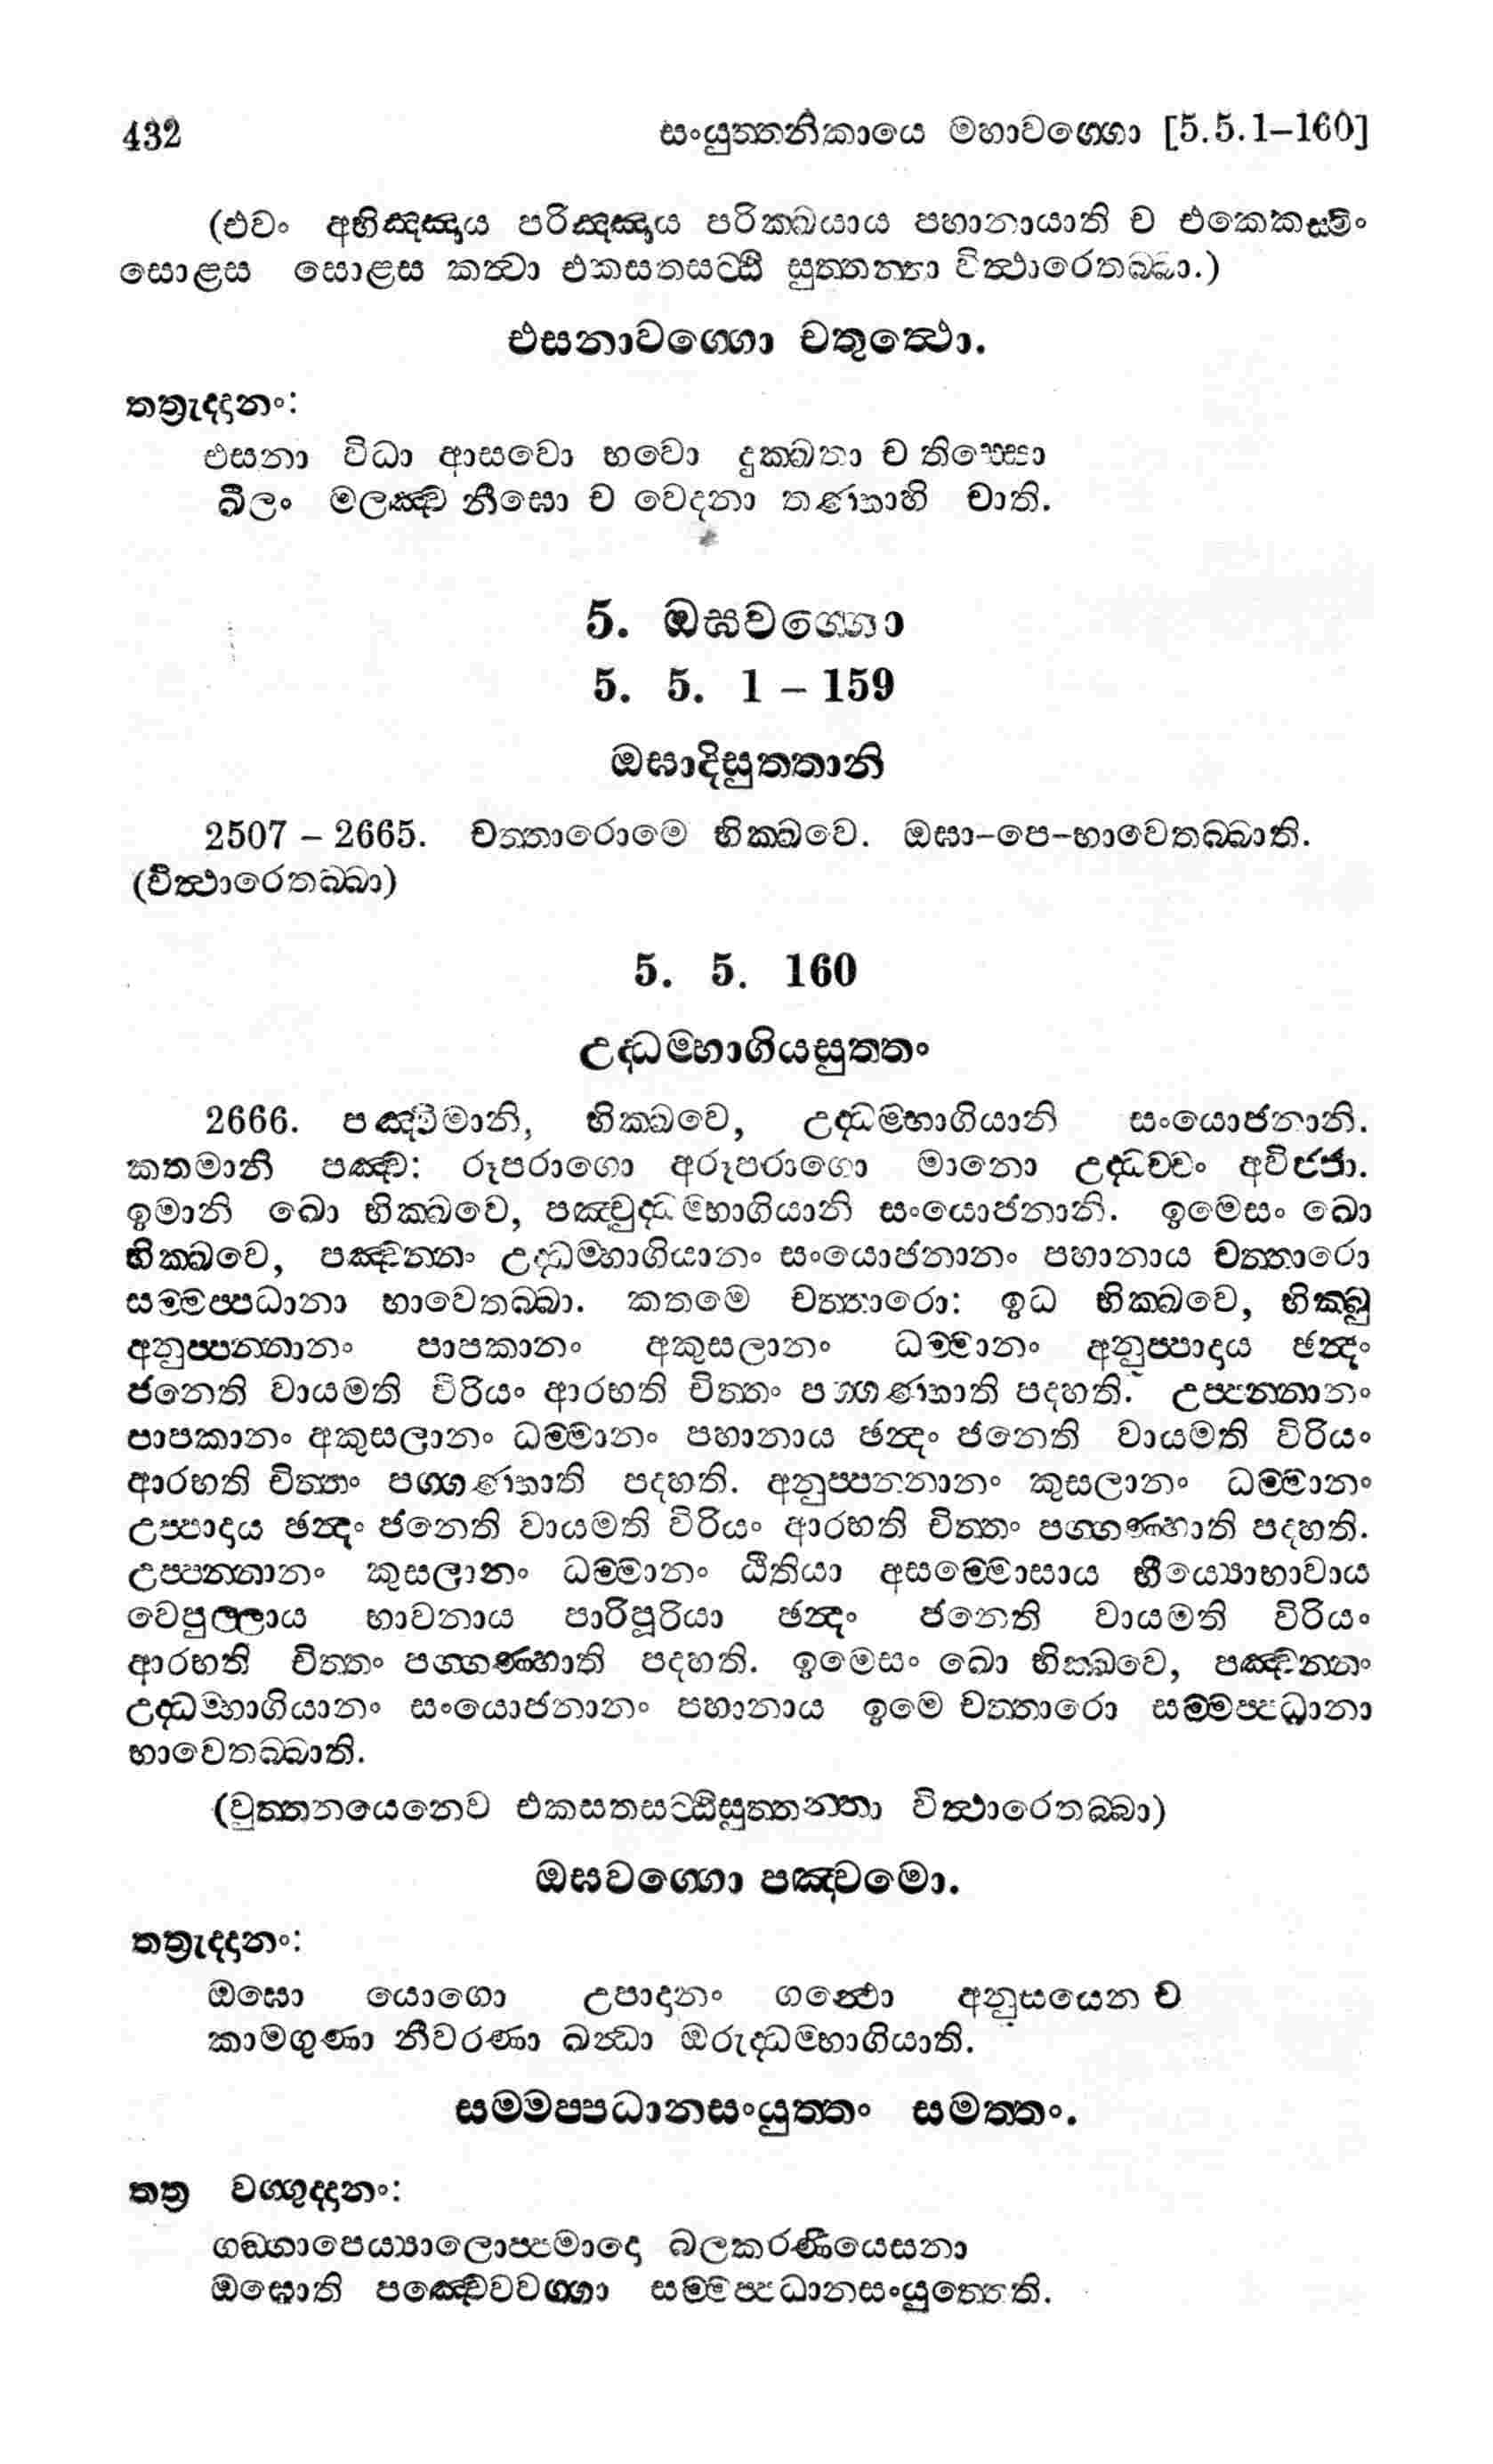 432 සංයුත්තනිකායෙ මහාවග්ගො [5.5.1–160]
(එවං අභිඤ්ඤාය පරිඤ්ඤාය පරික්ඛයාය පහානායාති ච එකෙකස්මිං
සොළස සොළස කත්වා එකසතසට්ඨි සුත්තන්තා විත්ථාරෙතබ්බා.)
එසනාවග්ගො චතුත්ථො.
තත්‍රුද්දානං:
එසනා විධා ආසවො භවො දුක්ඛතා ච තිස්සො
ඛීලං මලඤ්ච නීඝො ච වෙදනා තණ්හාහි චාති.
5. ඔඝවග්ගො
5. 5. 1 – 159
ඔඝාදිසුත්තානි
2507 – 2665. චත්තාරොමෙ භික්ඛවෙ. ඔඝා–පෙ–භාවෙතබ්බාති.
(විත්ථාරෙතබ්බා)
5. 5. 160
උද්ධම්භාගියසුත්තං
2666. පඤ්චිමානි, භික්ඛවෙ, උද්ධම්භාගියානි සංයොජනානි.
කතමානි පඤ්ච: රූපරාගො අරූපරාගො මානො උද්ධච්චං අවිජ්ජා.
ඉමානි ඛො භික්ඛවෙ, පඤ්චුද්ධම්භාගියානි සංයොජනානි. ඉමෙසං ඛො
භික්ඛවෙ, පඤ්චන්නං උද්ධම්භාගියානං සංයොජනානං පහානාය චත්තාරො
සම්මප්පධානා භාවෙතබ්බා. කතමෙ චත්තාරො: ඉධ භික්ඛවෙ, භික්ඛු
අනුප්පන්නානං පාපකානං අකුසලානං ධම්මානං අනුප්පාදාය ඡන්දං
ජනෙති වායමති විරියං ආරභති චිත්තං පග්ගණ්හාති පදහති. උප්පන්නානං
පාපකානං අකුසලානං ධම්මානං පහානාය ඡන්දං ජනෙති වායමති විරියං
ආරභති චිත්තං පග්ගණ්හාති පදහති. අනුප්පන්නානං කුසලානං ධම්මානං
උප්පාදාය ඡන්දං ජනෙති වායමති විරියං ආරභති චිත්තං පග්ගණ්හාති පදහති.
උප්පන්නානං කුසලානං ධම්මානං ඨිතියා අසම්මොසාය භීය්‍යොභාවාය
වෙපුල්ලාය භාවනාය පාරිපූරියා ඡන්දං ජනෙති වායමති විරියං
ආරභති චිත්තං පග්ගණ්හාති පදහති. ඉමෙසං ඛො භික්ඛවෙ, පඤ්චන්නං
උද්ධම්භාගියානං සංයොජනානං පහානාය ඉමෙ චත්තාරො සම්මප්පධානා
භාවෙතබ්බාති.
(වුත්තනයෙනෙව එකසතසට්ඨිසුත්තන්තා විත්ථාරෙතබ්බා)
ඔඝවග්ගො පඤ්චමො.
තත්‍රුද්දානං:
ඔඝො යොගො උපාදානං ගන්ථො අනුසයෙන ච
කාමගුණා නීවරණා ඛන්ධා ඔරුද්ධම්භාගියාති.
සම්මප්පධානසංයුත්තං සමත්තං.
තත්‍ර වග්ගුද්දානං:
ගඞ්ගාපෙය්‍යාලොප්පමාදො බලකරණීයෙසනා
ඔඝොති පඤ්චෙවවග්ගා සම්මප්පධානසංයුත්තෙති.